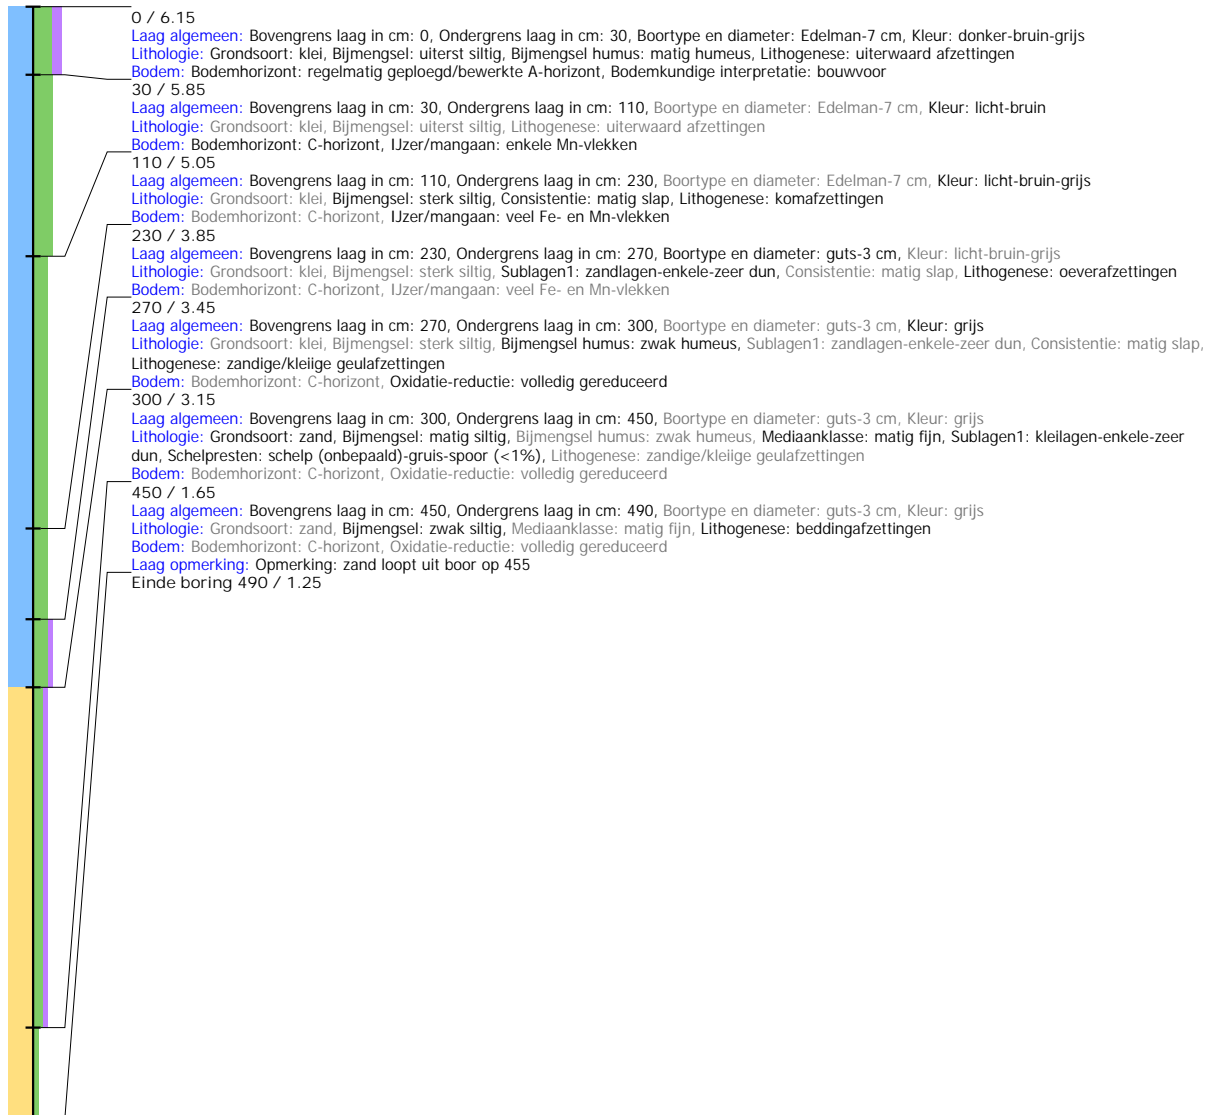 0 / 6.15
Laag algemeen: Bovengrens laag in cm: 0, Ondergrens laag in cm: 30, Boortype en diameter: Edelman-7 cm, Kleur: donker-bruin-grijs
Lithologie: Grondsoort: klei, Bijmengsel: uiterst siltig, Bijmengsel humus: matig humeus, Lithogenese: uiterwaard afzettingen
Bodem: Bodemhorizont: regelmatig geploegd/bewerkte A-horizont, Bodemkundige interpretatie: bouwvoor
30 / 5.85
Laag algemeen: Bovengrens laag in cm: 30, Ondergrens laag in cm: 110, Boortype en diameter: Edelman-7 cm, Kleur: licht-bruin
Lithologie: Grondsoort: klei, Bijmengsel: uiterst siltig, Lithogenese: uiterwaard afzettingen
Bodem: Bodemhorizont: C-horizont, IJzer/mangaan: enkele Mn-vlekken
110 / 5.05
Laag algemeen: Bovengrens laag in cm: 110, Ondergrens laag in cm: 230, Boortype en diameter: Edelman-7 cm, Kleur: licht-bruin-grijs
Lithologie: Grondsoort: klei, Bijmengsel: sterk siltig, Consistentie: matig slap, Lithogenese: komafzettingen
Bodem: Bodemhorizont: C-horizont, IJzer/mangaan: veel Fe- en Mn-vlekken
230 / 3.85
Laag algemeen: Bovengrens laag in cm: 230, Ondergrens laag in cm: 270, Boortype en diameter: guts-3 cm, Kleur: licht-bruin-grijs
Lithologie: Grondsoort: klei, Bijmengsel: sterk siltig, Sublagen1: zandlagen-enkele-zeer dun, Consistentie: matig slap, Lithogenese: oeverafzettingen
Bodem: Bodemhorizont: C-horizont, IJzer/mangaan: veel Fe- en Mn-vlekken
270 / 3.45
Laag algemeen: Bovengrens laag in cm: 270, Ondergrens laag in cm: 300, Boortype en diameter: guts-3 cm, Kleur: grijs
Lithologie: Grondsoort: klei, Bijmengsel: sterk siltig, Bijmengsel humus: zwak humeus, Sublagen1: zandlagen-enkele-zeer dun, Consistentie: matig slap,
Lithogenese: zandige/kleiige geulafzettingen
Bodem: Bodemhorizont: C-horizont, Oxidatie-reductie: volledig gereduceerd
300 / 3.15
Laag algemeen: Bovengrens laag in cm: 300, Ondergrens laag in cm: 450, Boortype en diameter: guts-3 cm, Kleur: grijs
Lithologie: Grondsoort: zand, Bijmengsel: matig siltig, Bijmengsel humus: zwak humeus, Mediaanklasse: matig fijn, Sublagen1: kleilagen-enkele-zeer
dun, Schelpresten: schelp (onbepaald)-gruis-spoor (<1%), Lithogenese: zandige/kleiige geulafzettingen
Bodem: Bodemhorizont: C-horizont, Oxidatie-reductie: volledig gereduceerd
450 / 1.65
Laag algemeen: Bovengrens laag in cm: 450, Ondergrens laag in cm: 490, Boortype en diameter: guts-3 cm, Kleur: grijs
Lithologie: Grondsoort: zand, Bijmengsel: zwak siltig, Mediaanklasse: matig fijn, Lithogenese: beddingafzettingen
Bodem: Bodemhorizont: C-horizont, Oxidatie-reductie: volledig gereduceerd
Laag opmerking: Opmerking: zand loopt uit boor op 455
Einde boring 490 / 1.25